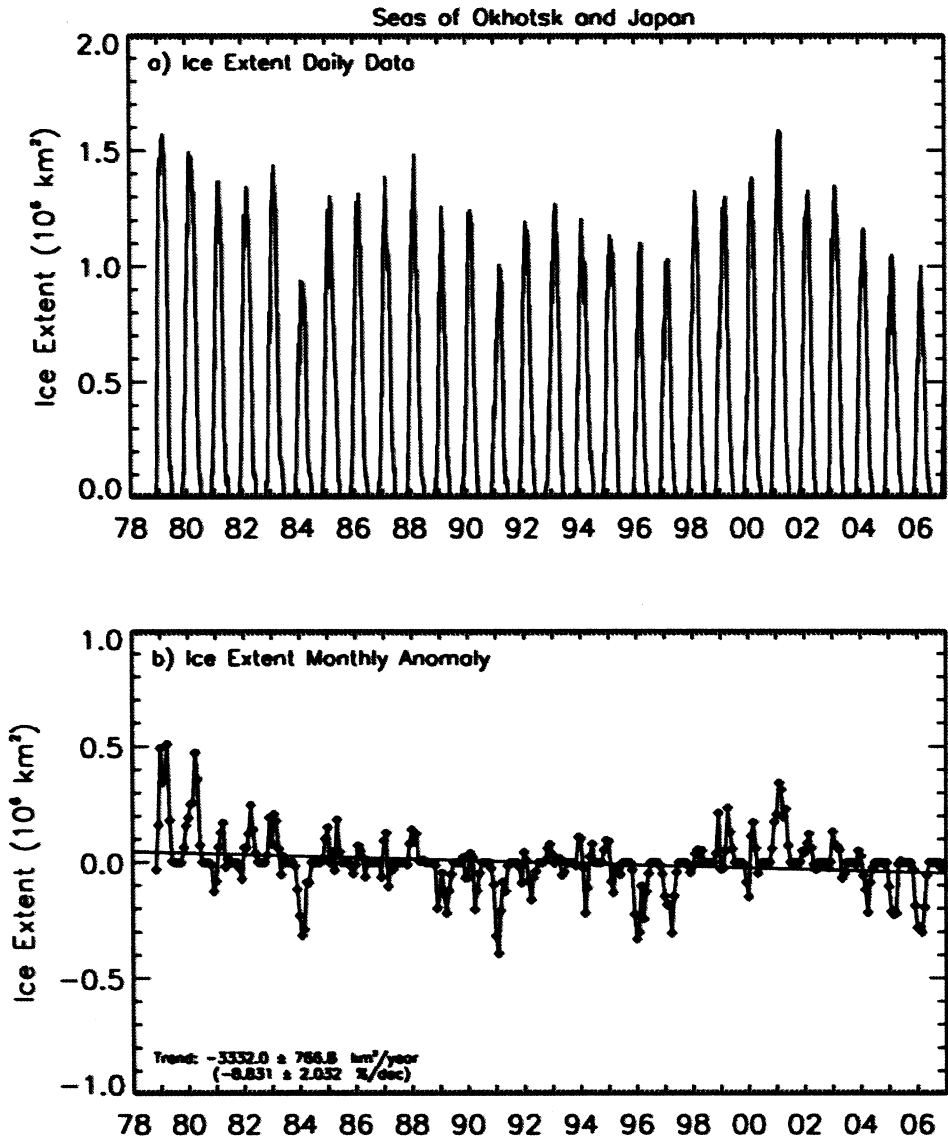 Seas of Okhotsk and Japan
a) Ice Extent Daily Data
Ice Extent (10⁶ km²)
2.0
1.5
1.0
0.5
0.0
78 80 82 84 86 88 90 92 94 96 98 00 02 04 06
b) Ice Extent Monthly Anomaly
Ice Extent (10⁶ km²)
1.0
0.5
0.0
−0.5
−1.0
Trend: −3332.0 ± 766.8 km²/year
(−8.831 ± 2.032 %/dec)
78 80 82 84 86 88 90 92 94 96 98 00 02 04 06